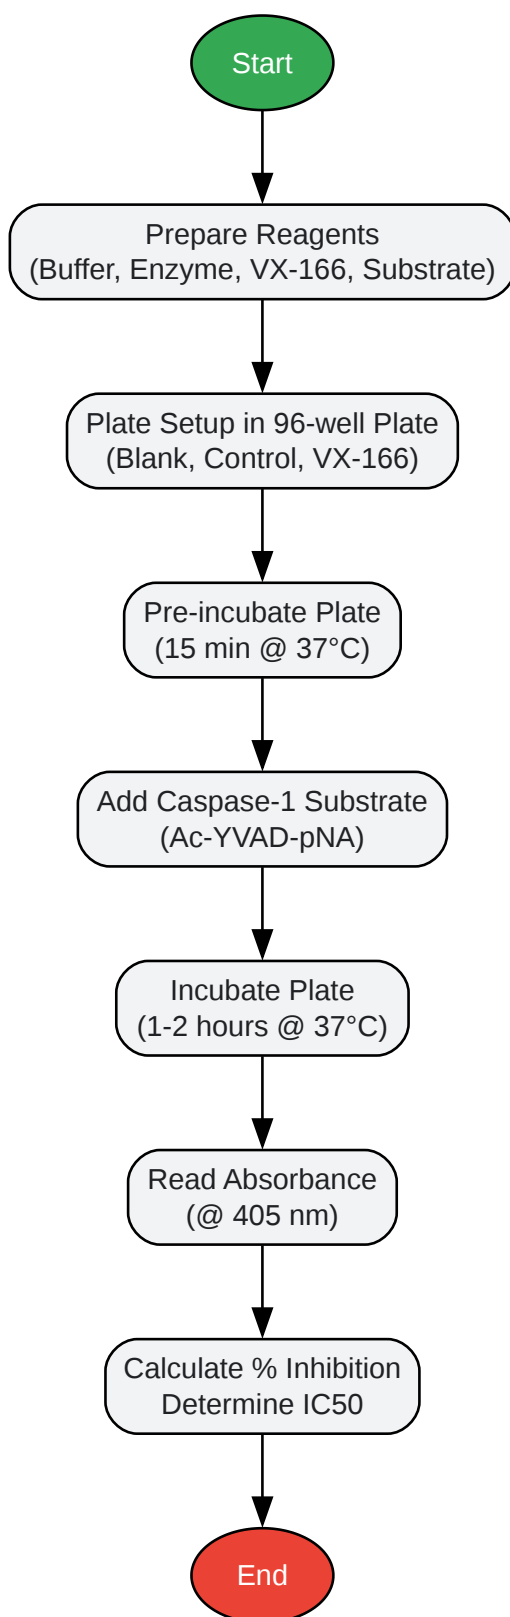 Start
Prepare Reagents
(Buffer, Enzyme, VX-166, Substrate)
Plate Setup in 96-well Plate
(Blank, Control, VX-166)
Pre-incubate Plate
(15 min @ 37°C)
Add Caspase-1 Substrate
(Ac-YVAD-pNA)
Incubate Plate
(1-2 hours @ 37°C)
Read Absorbance
(@ 405 nm)
Calculate % Inhibition
Determine IC50
End